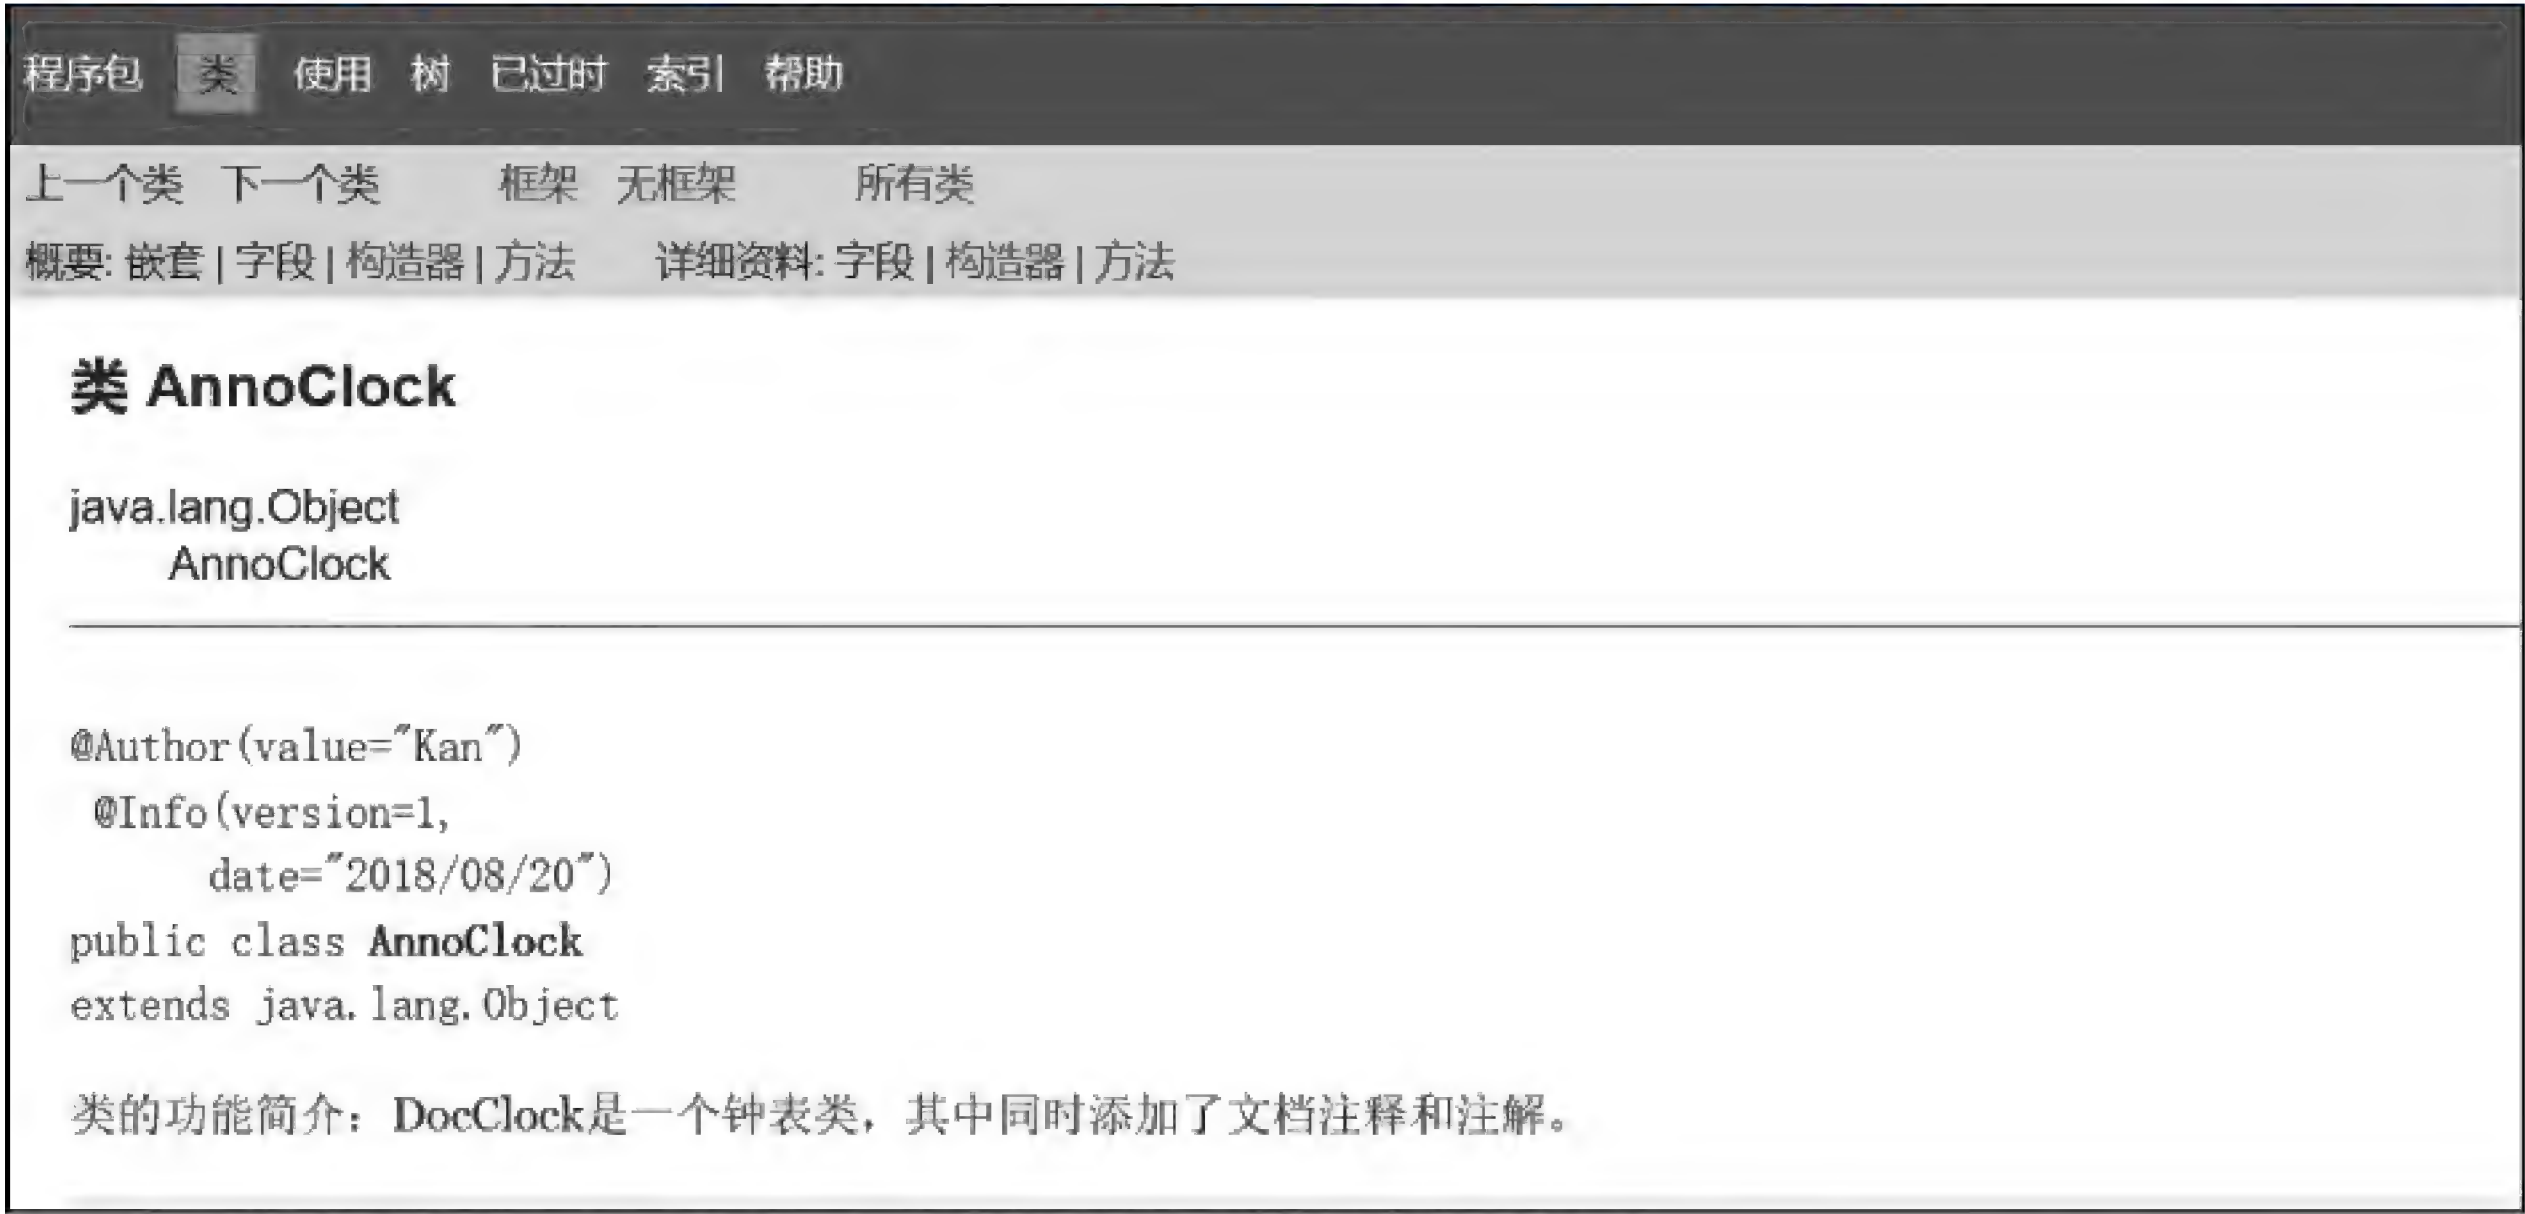 程序包 类 使用 树 已过时 索引 帮助
上一个类 下一个类 框架 无框架 所有类
概要: 嵌套 | 字段 | 构造器 | 方法 详细资料: 字段 | 构造器 | 方法
类 AnnoClock
java.lang.Object
AnnoClock
@Author(value="Kan")
@Info(version=1,
date="2018/08/20")
public class AnnoClock
extends java.lang.Object
类的功能简介：DocClock是一个钟表类，其中同时添加了文档注释和注解。